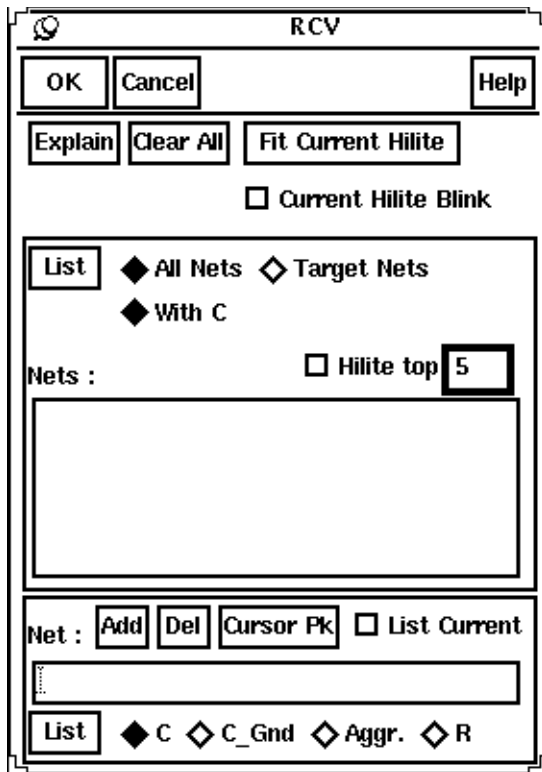 RCV
OK Cancel Help
Explain Clear All Fit Current Hilite
Current Hilite Blink
List All Nets Target Nets
With C
Nets : Hilite top 5
Net : Add Del Cursor Pk List Current
List C C_Gnd Aggr. R